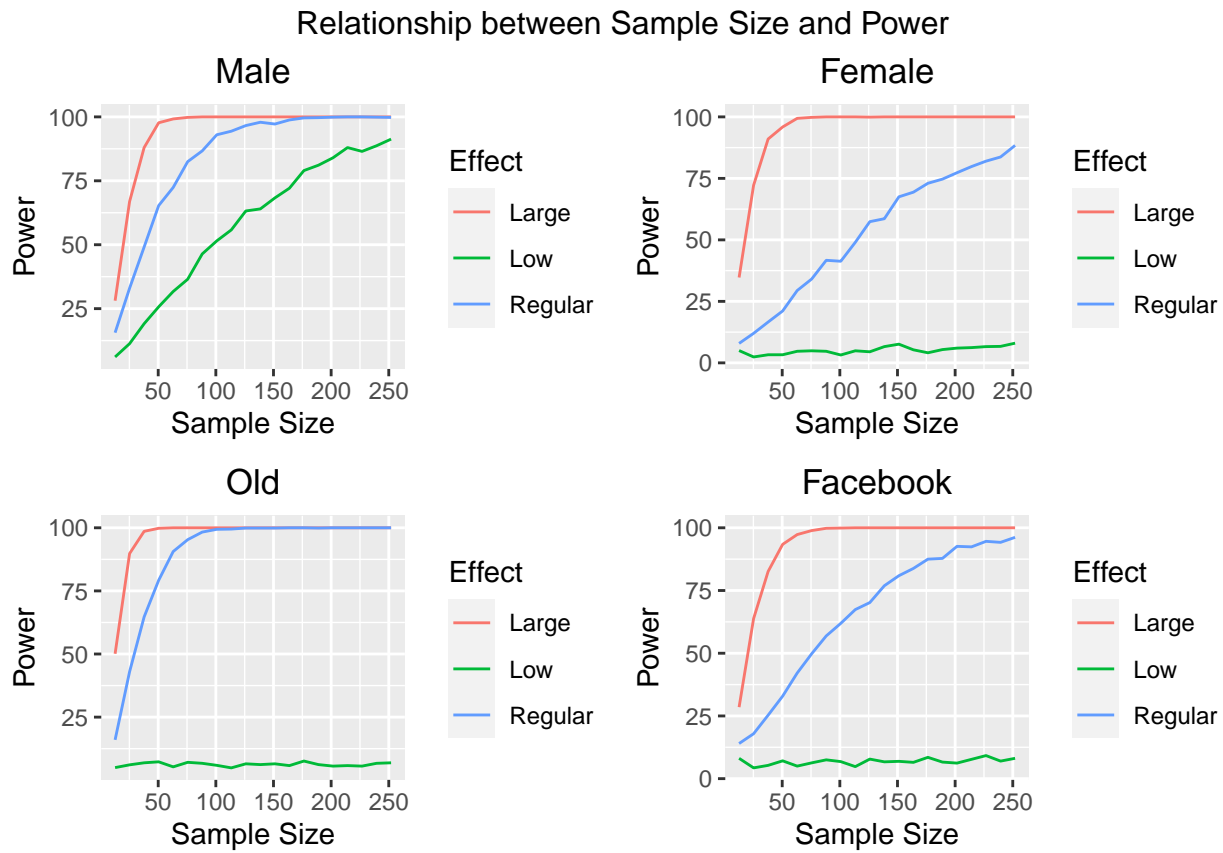 Relationship between Sample Size and Power
Male
100
75
50
25
Power
50 100 150 200 250
Sample Size
Effect
Large
Low
Regular
Female
100
75
50
25
0
Power
50 100 150 200 250
Sample Size
Effect
Large
Low
Regular
Old
100
75
50
25
Power
50 100 150 200 250
Sample Size
Effect
Large
Low
Regular
Facebook
100
75
50
25
0
Power
50 100 150 200 250
Sample Size
Effect
Large
Low
Regular